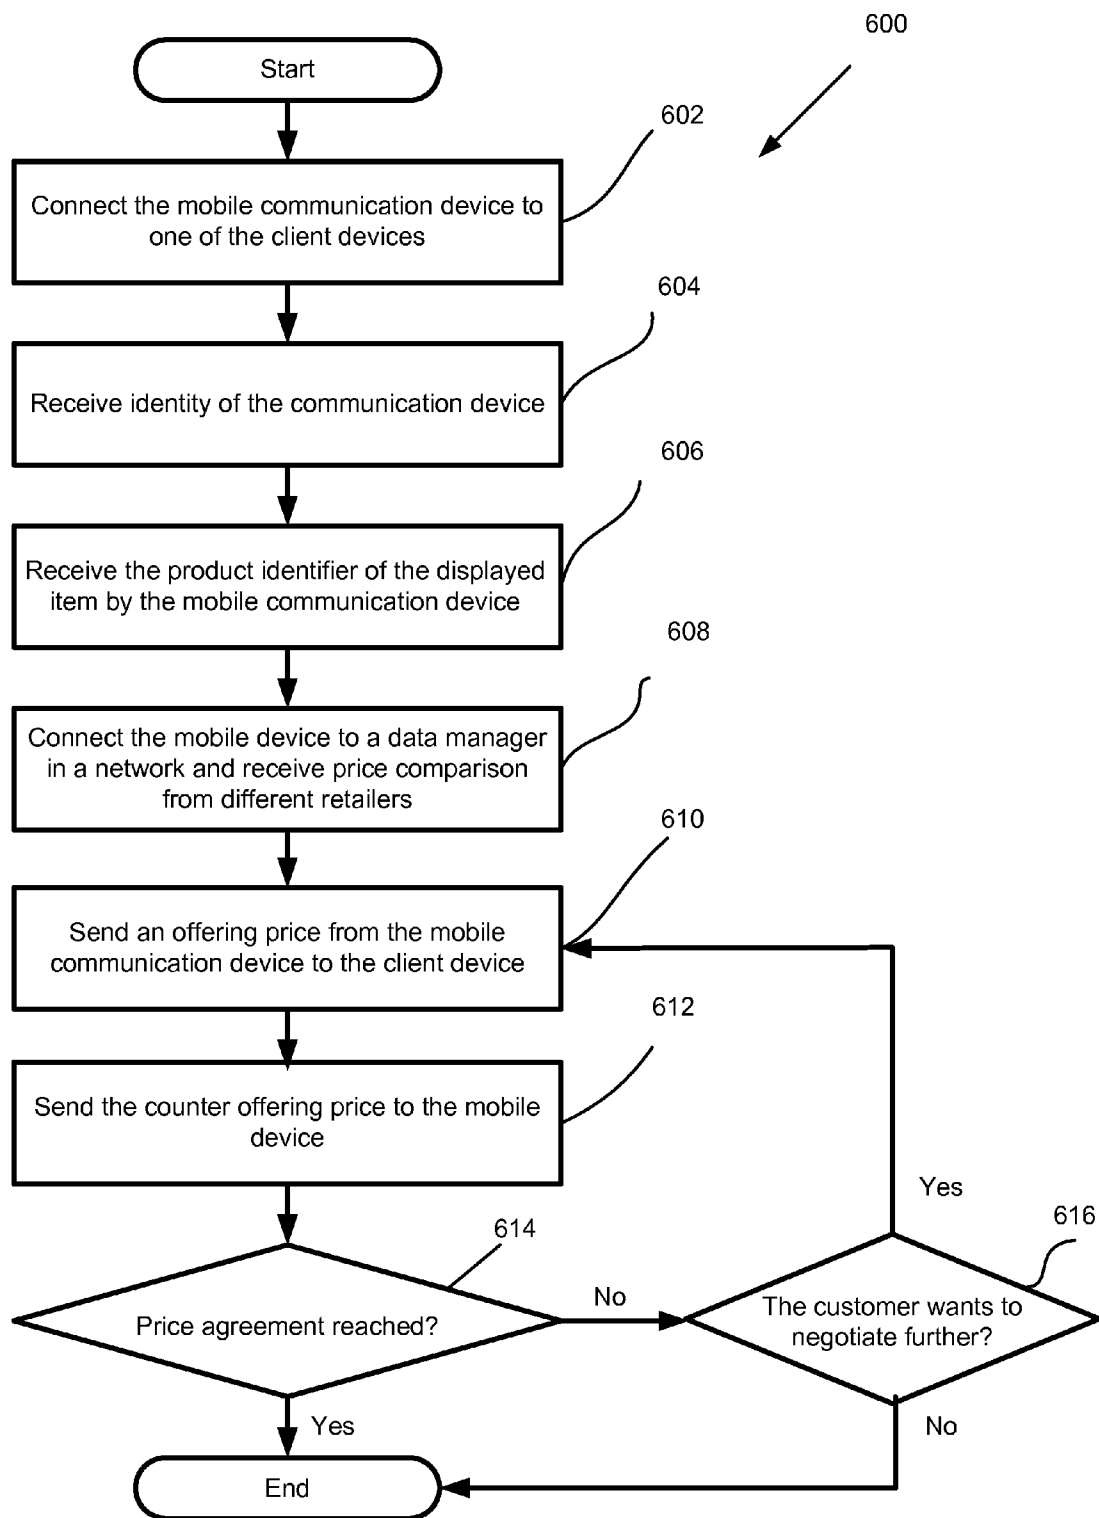 600
Start
602
Connect the mobile communication device to
one of the client devices
604
Receive identity of the communication device
606
Receive the product identifier of the displayed
item by the mobile communication device
608
Connect the mobile device to a data manager
in a network and receive price comparison
from different retailers
610
Send an offering price from the mobile
communication device to the client device
612
Send the counter offering price to the mobile
device
Yes
614
616
No
Price agreement reached?
The customer wants to
negotiate further?
Yes
No
End